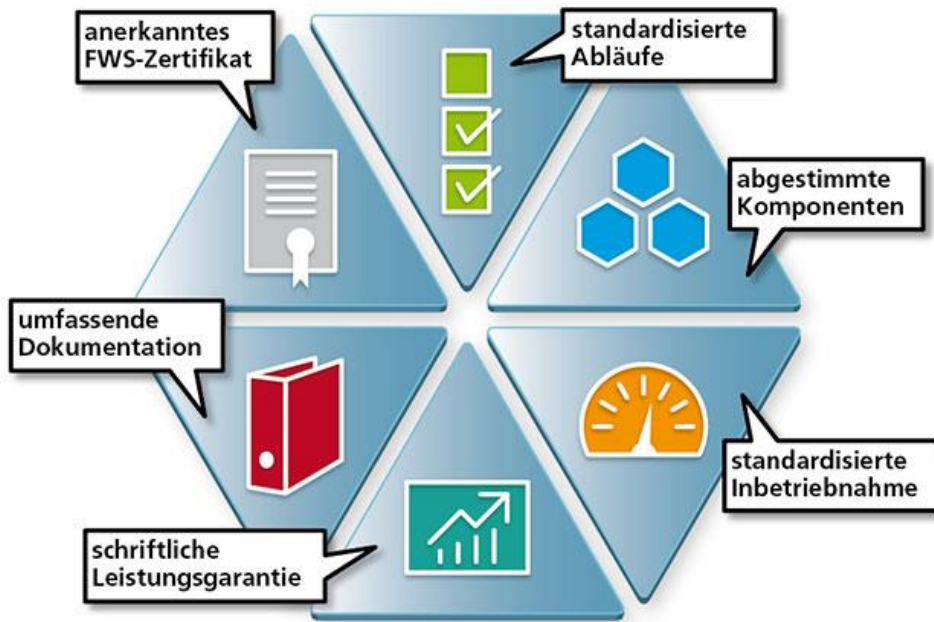 anerkanntes
FWS-Zertifikat
standardisierte
Abläufe
abgestimmte
Komponenten
umfassende
Dokumentation
standardisierte
Inbetriebnahme
schriftliche
Leistungsgarantie